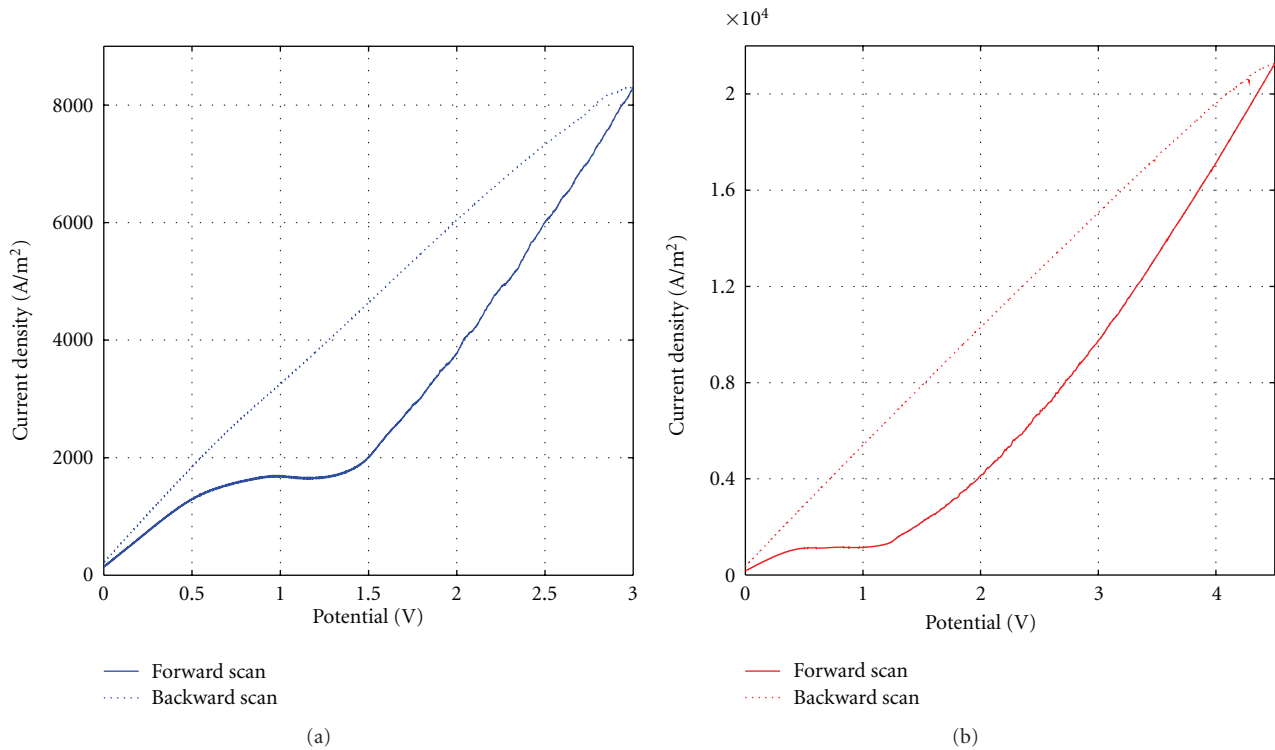 8000
6000
4000
2000
0
Current density (A/m²)
0 0.5 1 1.5 2 2.5 3
Potential (V)
Forward scan
Backward scan
(a)
×10⁴
2
1.6
1.2
0.8
0.4
0
Current density (A/m²)
0 1 2 3 4
Potential (V)
Forward scan
Backward scan
(b)